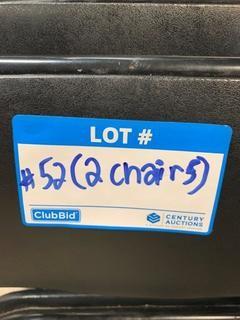 LOT #
#52 (2 chairs)
ClubBid
CENTURY
AUCTIONS